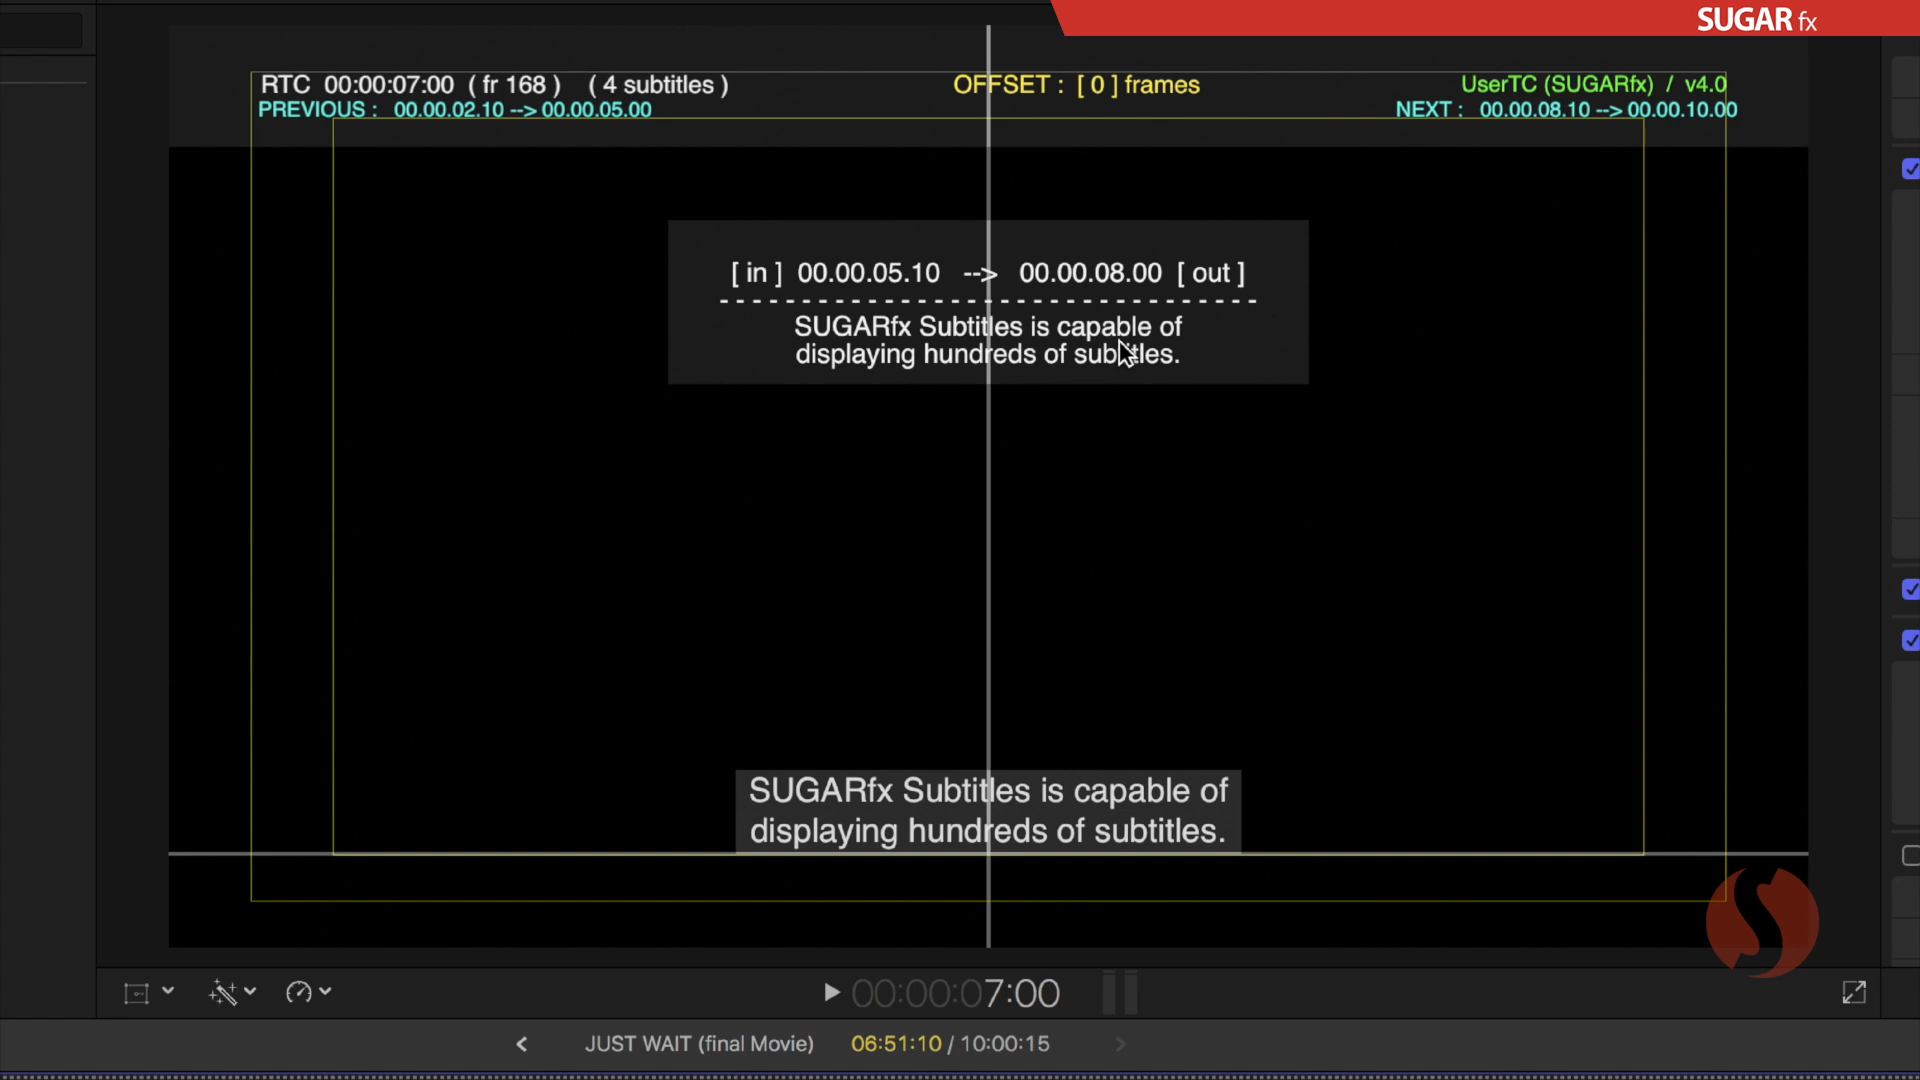 SUGAR fx
RTC 00:00:07:00 ( fr 168 ) ( 4 subtitles ) OFFSET : [ 0 ] frames UserTC (SUGARfx) / v4.0
PREVIOUS : 00.00.02.10 --> 00.00.05.00 NEXT : 00.00.08.10 --> 00.00.10.00
[ in ] 00.00.05.10 --> 00.00.08.00 [ out ]
SUGARfx Subtitles is capable of
displaying hundreds of subtitles.
SUGARfx Subtitles is capable of
displaying hundreds of subtitles.
00:00:07:00
JUST WAIT (final Movie) 06:51:10 / 10:00:15